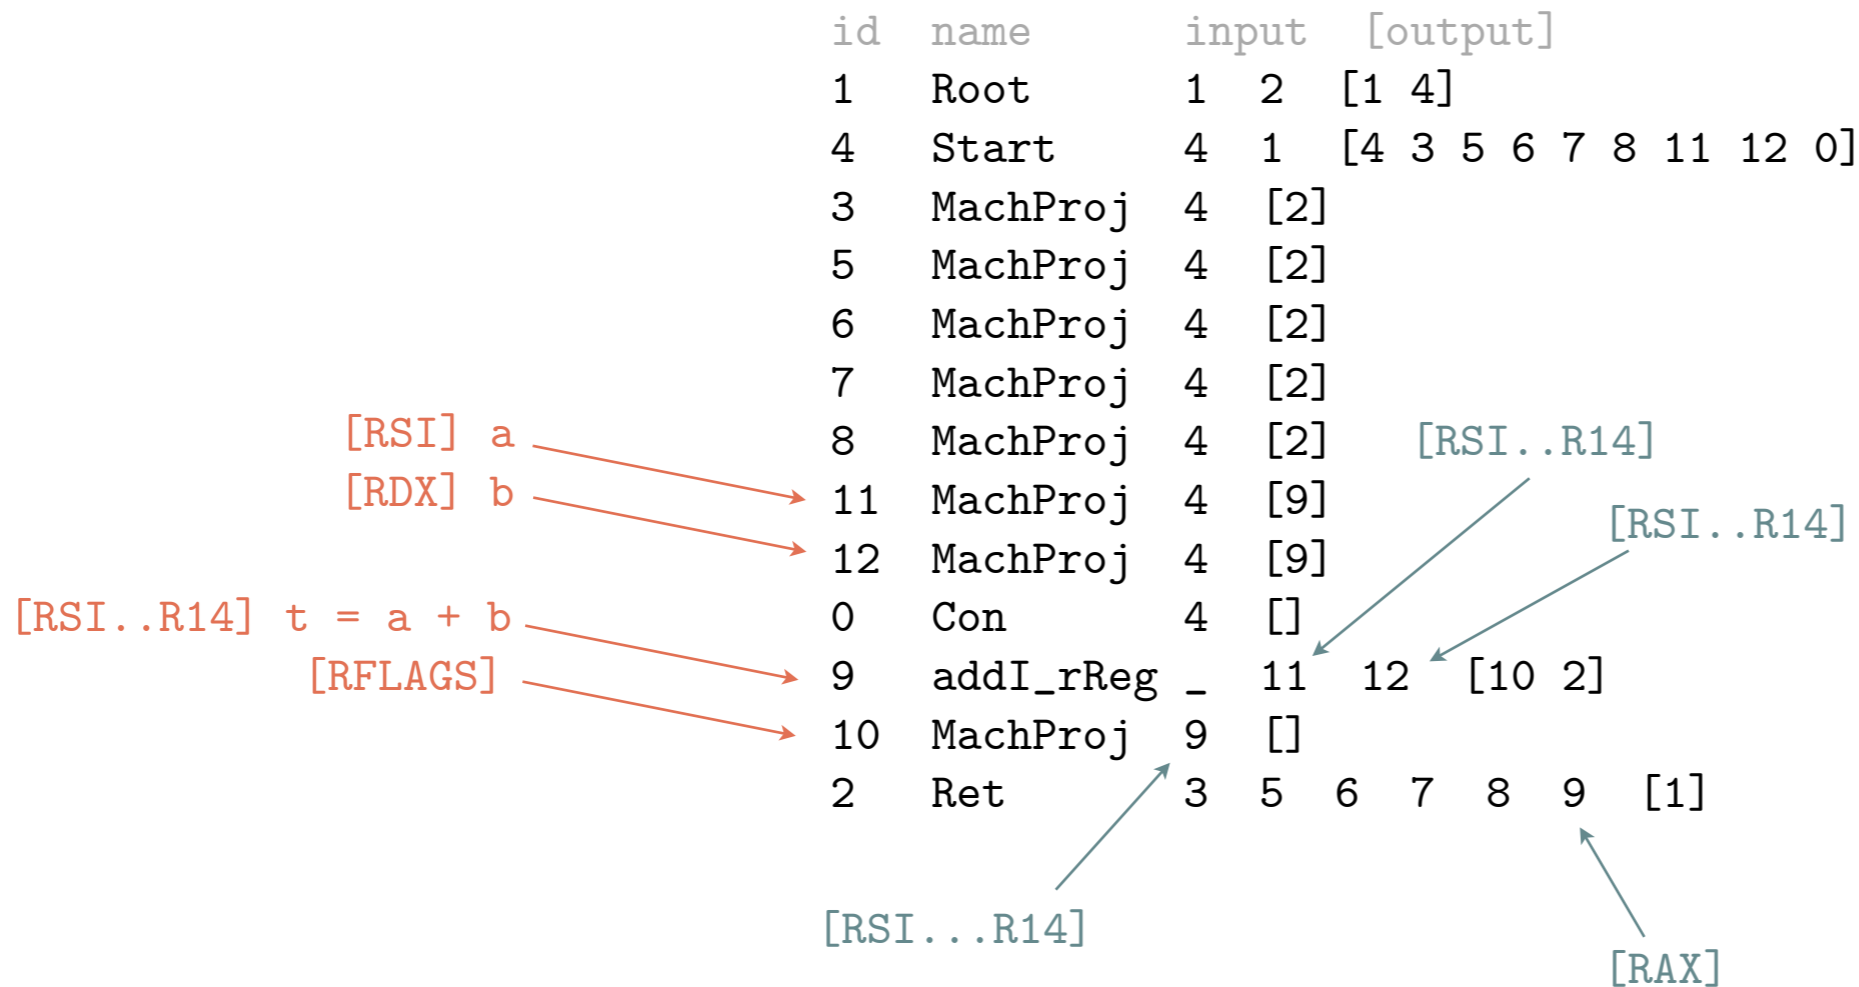 id name input [output]
1 Root 1 2 [1 4]
4 Start 4 1 [4 3 5 6 7 8 11 12 0]
3 MachProj 4 [2]
5 MachProj 4 [2]
6 MachProj 4 [2]
7 MachProj 4 [2]
[RSI] a
8 MachProj 4 [2]
[RSI..R14]
[RDX] b
11 MachProj 4 [9]
[RSI..R14]
12 MachProj 4 [9]
[RSI..R14] t = a + b
0 Con 4 []
[RFLAGS]
9 addI_rReg _ 11 12 [10 2]
10 MachProj 9 []
2 Ret 3 5 6 7 8 9 [1]
[RSI...R14]
[RAX]